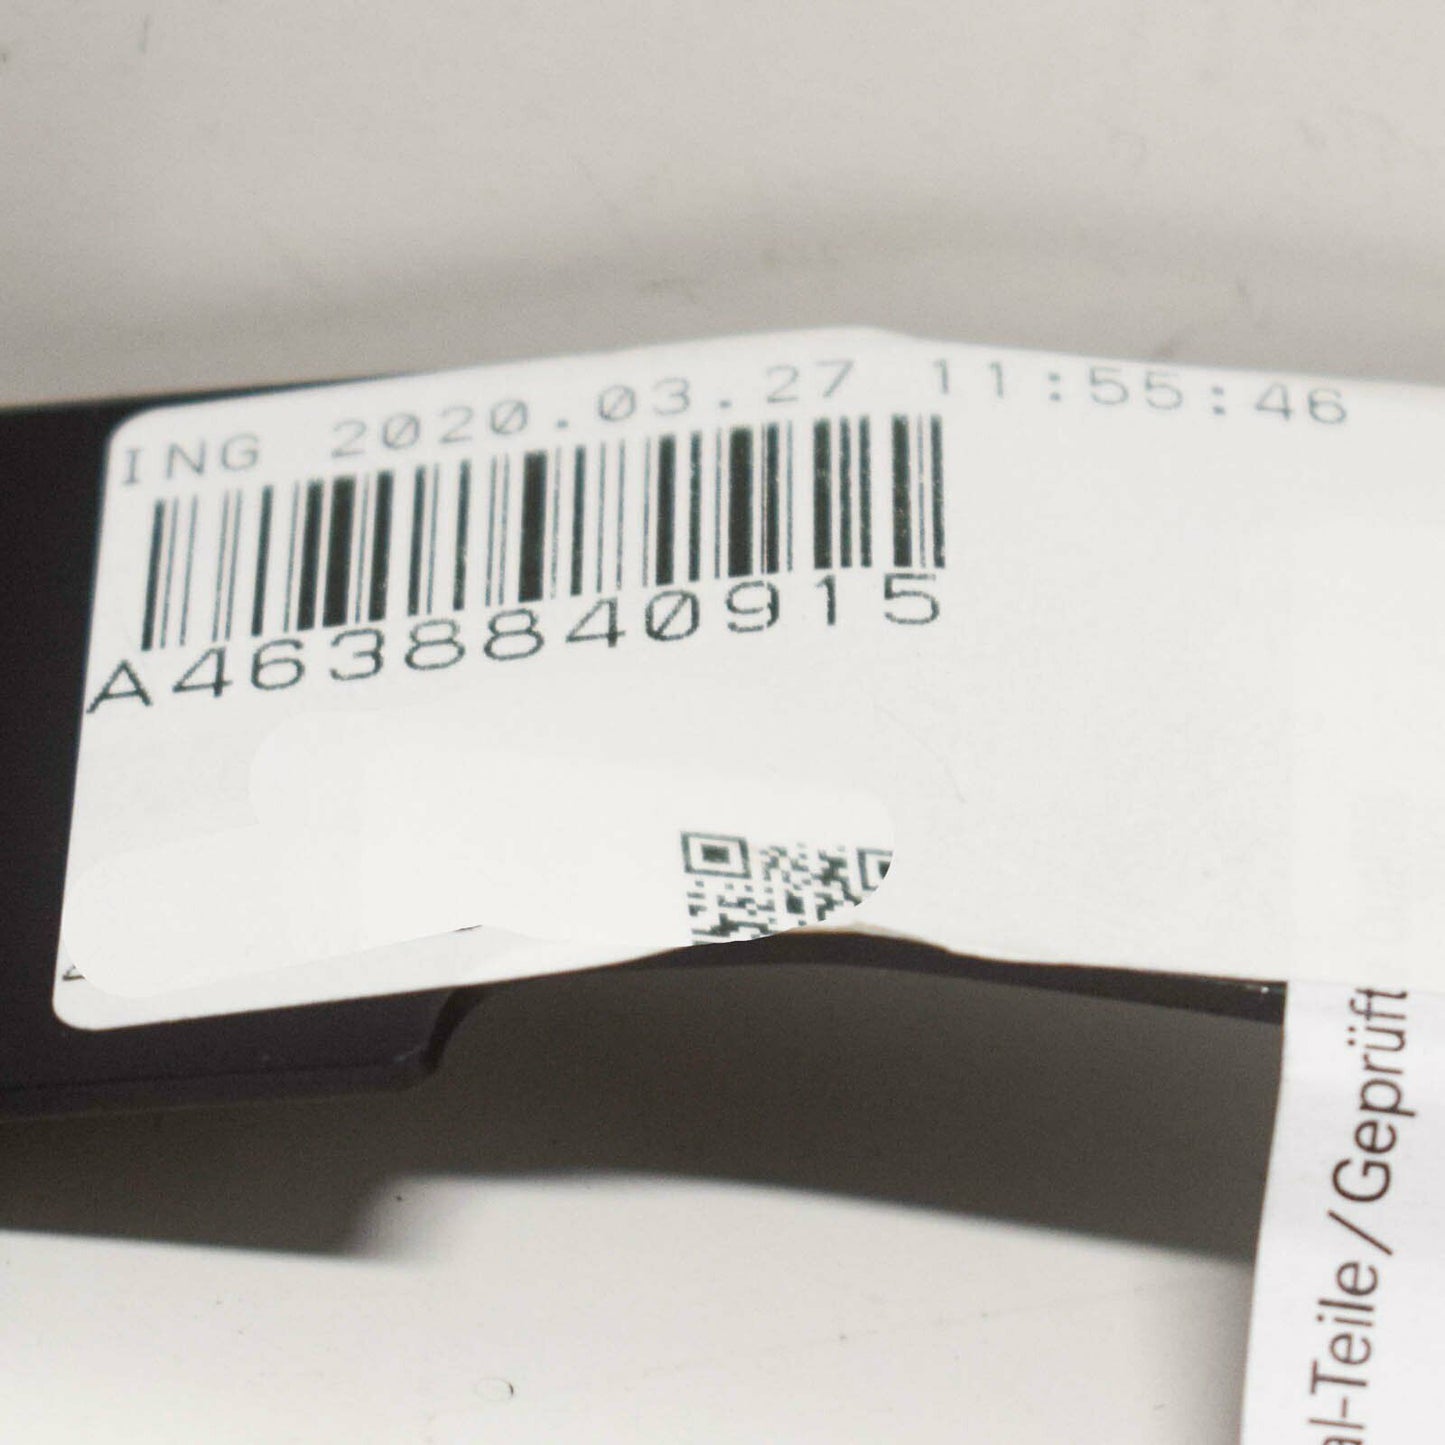 ING 2020.03.27 11:55:46
A4638840915
al-Teile/Geprüft